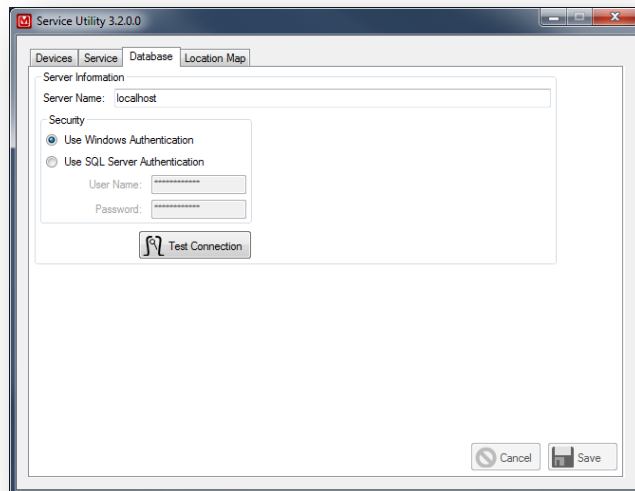 Service Utility 3.2.0.0
Devices Service Database Location Map
Server Information
Server Name: localhost
Security
Use Windows Authentication
Use SQL Server Authentication
User Name: ************
Password: ************
Test Connection
Cancel Save